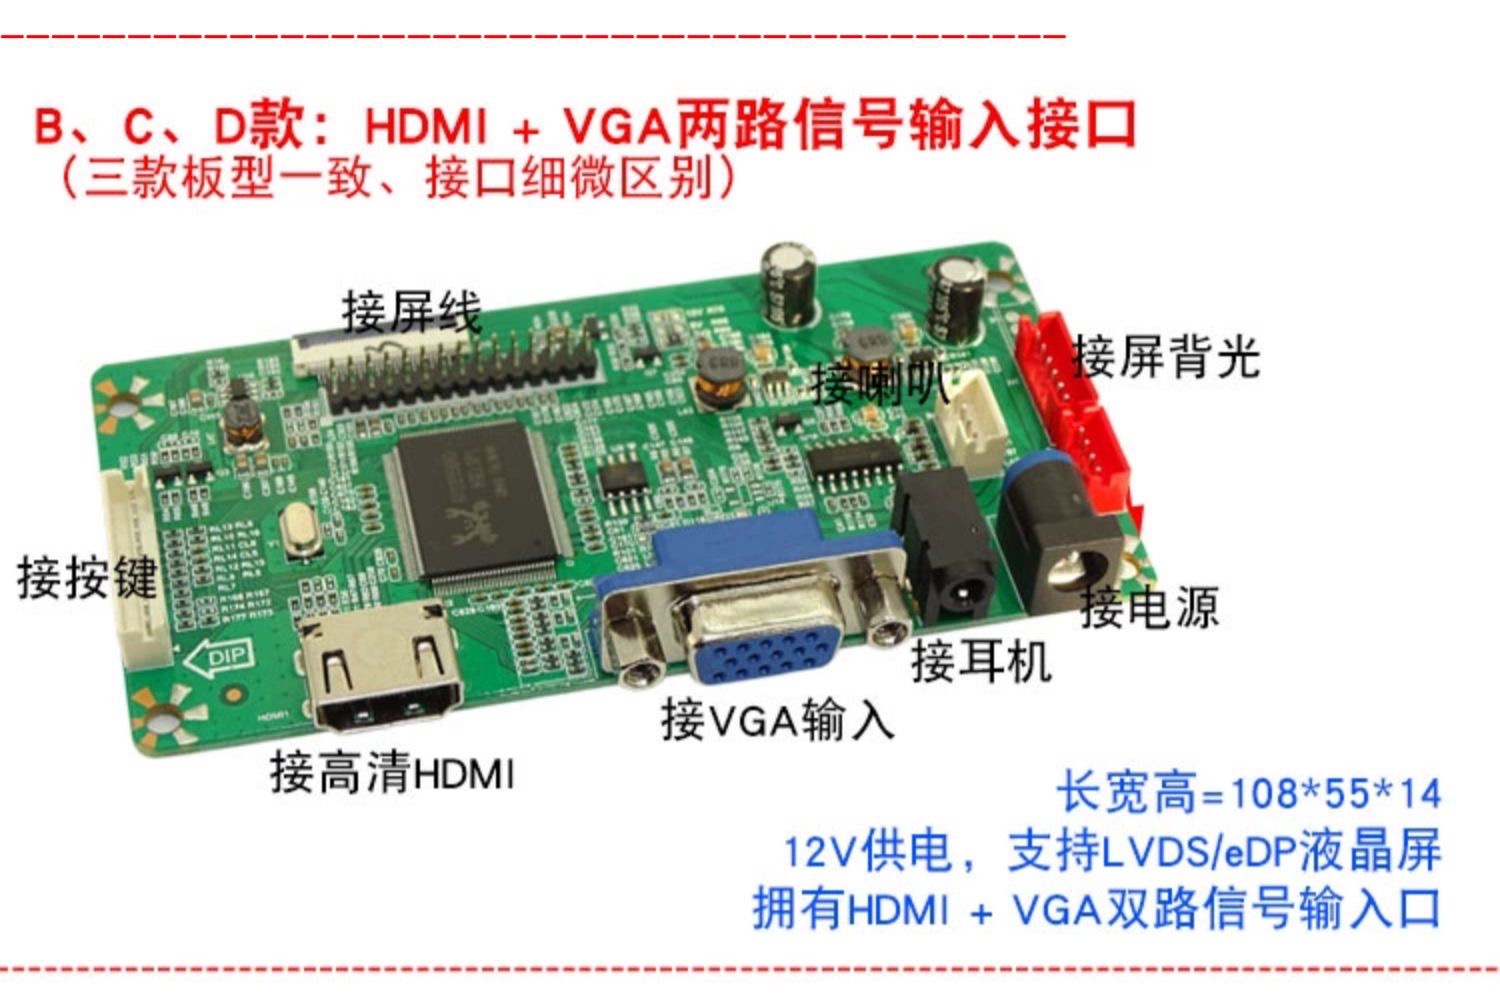 B、C、D款：HDMI + VGA两路信号输入接口
（三款板型一致、接口细微区别）
接屏线
接屏背光
接喇叭
接按键
接电源
接耳机
接VGA输入
接高清HDMI
DIP
HDMI1
长宽高=108*55*14
12V供电，支持LVDS/eDP液晶屏
拥有HDMI + VGA双路信号输入口